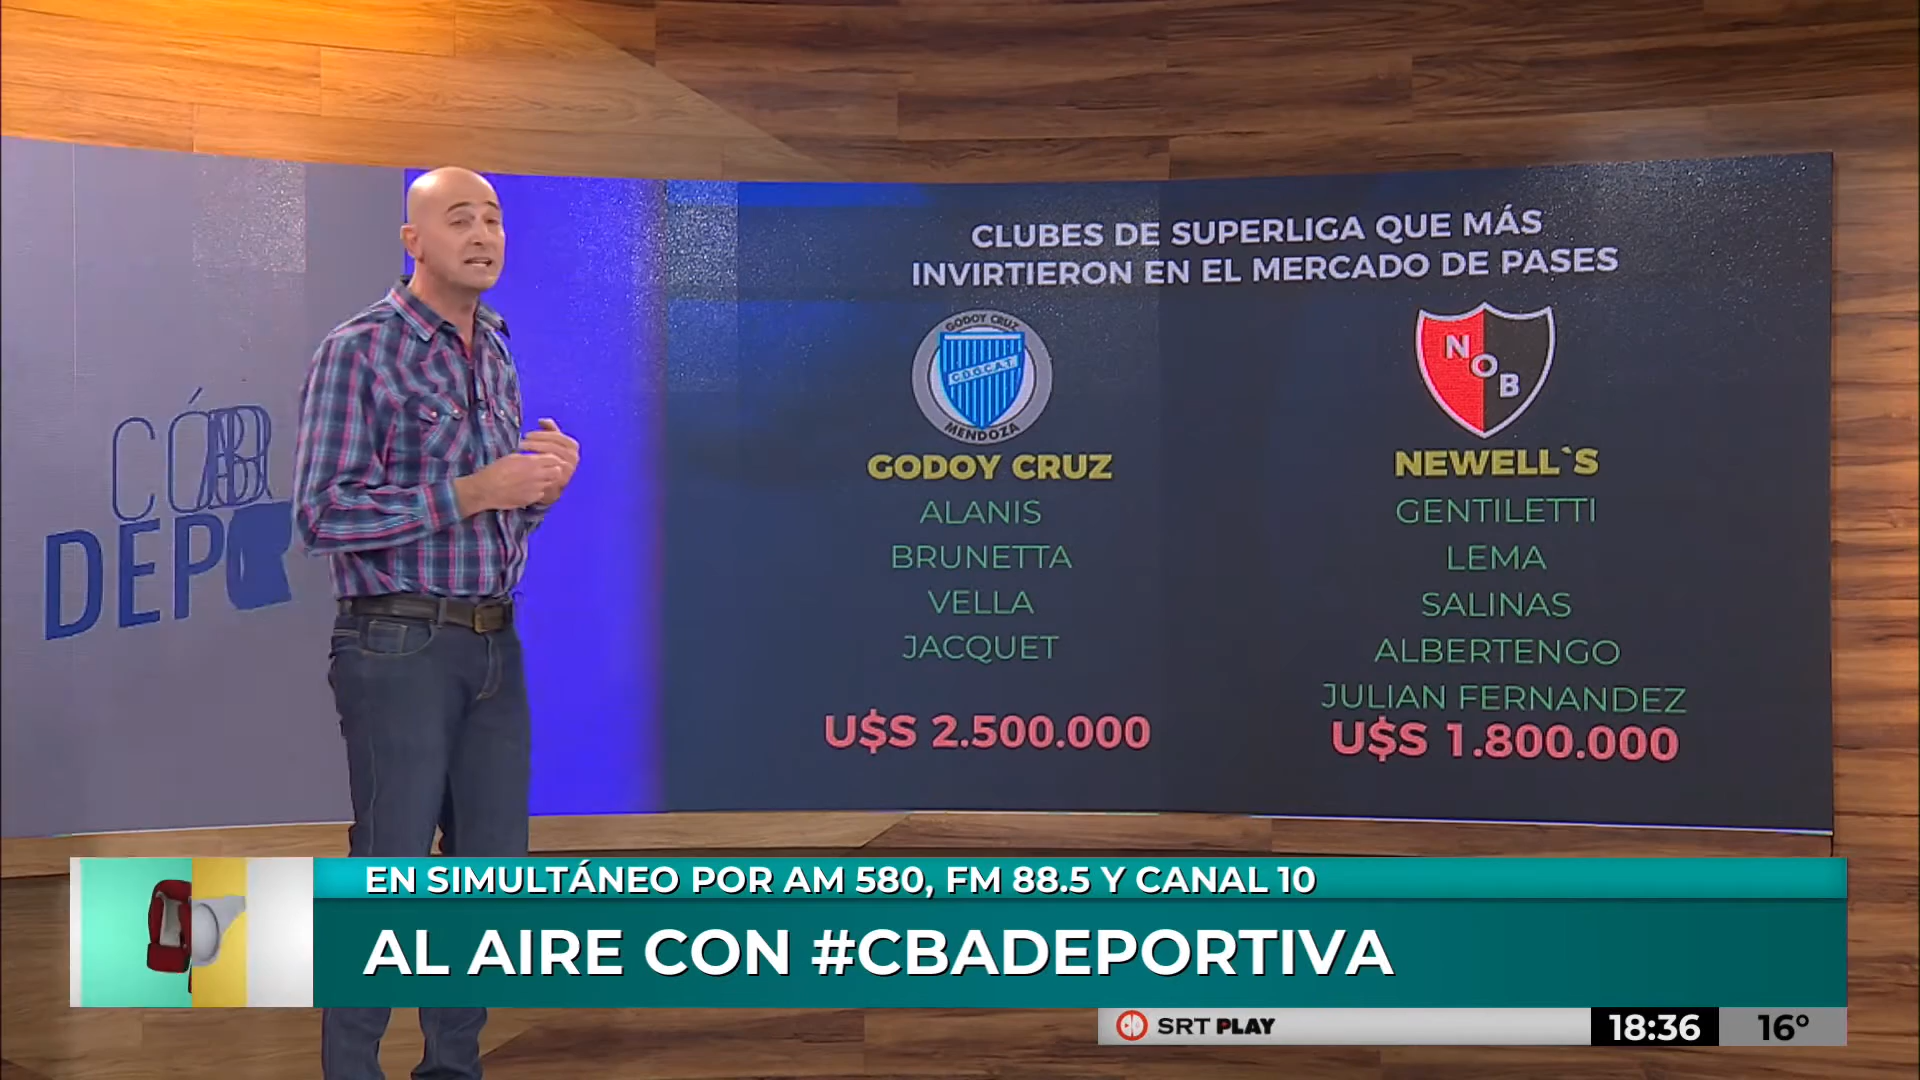 CLUBES DE SUPERLIGA QUE MÁS
INVIRTIERON EN EL MERCADO DE PASES
GODOY CRUZ
C.D.G.C.A.T.
MENDOZA
GODOY CRUZ
ALANIS
BRUNETTA
VELLA
JACQUET
U$S 2.500.000
NOB
NEWELL`S
GENTILETTI
LEMA
SALINAS
ALBERTENGO
JULIAN FERNANDEZ
U$S 1.800.000
EN SIMULTÁNEO POR AM 580, FM 88.5 Y CANAL 10
AL AIRE CON #CBADEPORTIVA
SRT PLAY
18:36
16°